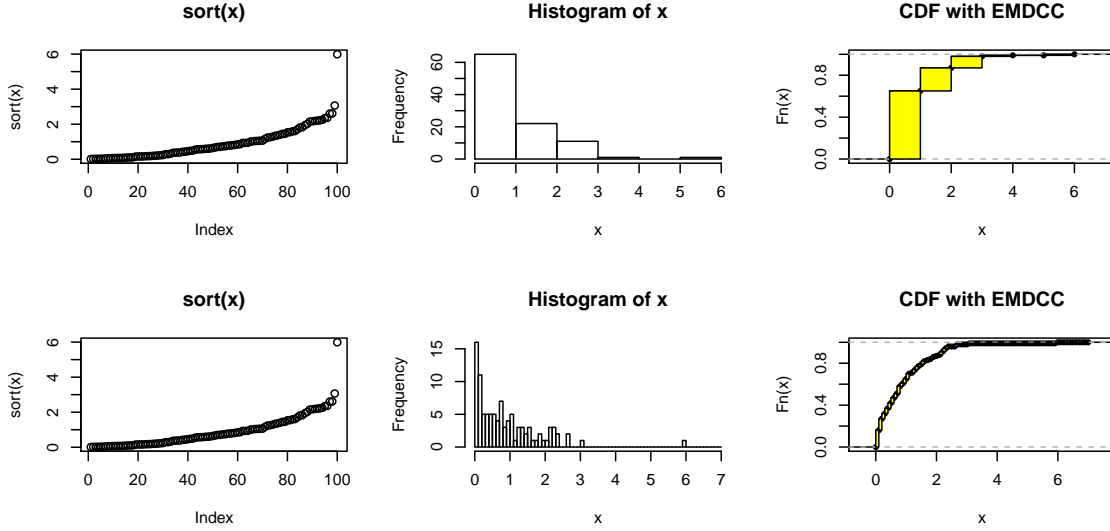 sort(x)
Histogram of x
CDF with EMDCC
sort(x)
0 2 4 6
0 20 40 60 80 100
Index
Frequency
0 20 40 60
0 1 2 3 4 5 6
x
Fn(x)
0.0 0.4 0.8
0 2 4 6
x
sort(x)
Histogram of x
CDF with EMDCC
sort(x)
0 2 4 6
0 20 40 60 80 100
Index
Frequency
0 5 10 15
0 1 2 3 4 5 6 7
x
Fn(x)
0.0 0.4 0.8
0 2 4 6
x